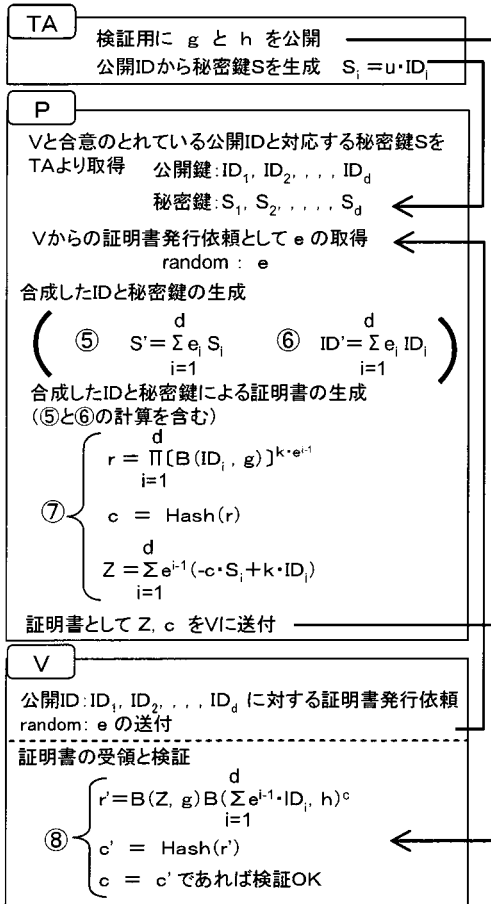 TA
検証用に g と h を公開
公開IDから秘密鍵Sを生成 S_i =u･ID_i
P
Vと合意のとれている公開IDと対応する秘密鍵Sを
TAより取得 公開鍵:ID_1, ID_2, . . . , ID_d
秘密鍵:S_1, S_2, . . . . , S_d
Vからの証明書発行依頼として e の取得
random : e
合成したIDと秘密鍵の生成
( ⑤ S'= Σ_{i=1}^{d} e_i S_i ⑥ ID'= Σ_{i=1}^{d} e_i ID_i )
合成したIDと秘密鍵による証明書の生成
(⑤と⑥の計算を含む)
⑦ { r = Π_{i=1}^{d} [B(ID_i , g)]^{k･e^{i-1}}
c = Hash(r)
Z = Σ_{i=1}^{d} e^{i-1}(-c･S_i+k･ID_i)
証明書として Z, c をVに送付
V
公開ID:ID_1, ID_2, . . . , ID_d に対する証明書発行依頼
random: e の送付
証明書の受領と検証
⑧ { r'=B(Z, g)B(Σ_{i=1}^{d} e^{i-1}･ID_i, h)^c
c' = Hash(r')
c = c' であれば検証OK